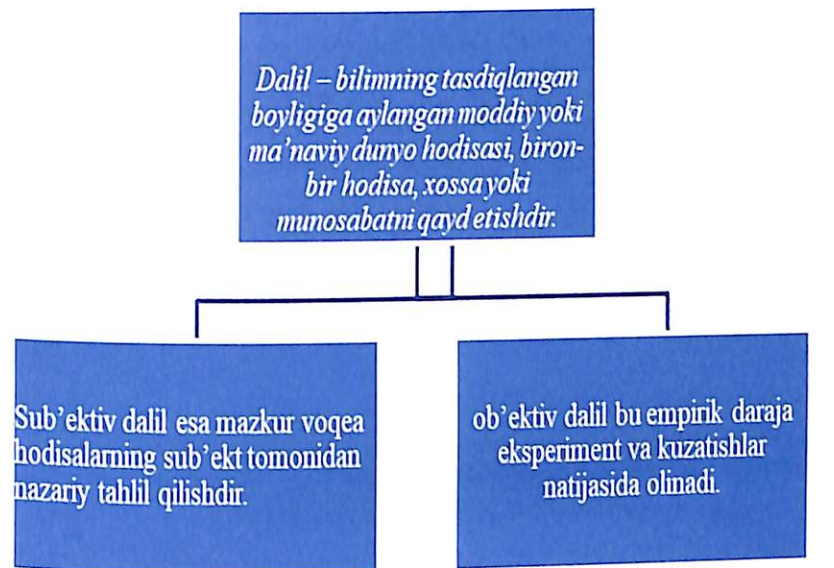 Dalil – bilimning tasdiqlangan
boyligiga aylangan moddiy yoki
ma’naviy dunyo hodisasi, biron-
bir hodisa, xossa yoki
munosabatni qayd etishdir.
Sub’ektiv dalil esa mazkur voqea
hodisalarning sub’ekt tomonidan
nazariy tahlil qilishdir.
ob’ektiv dalil bu empirik daraja
eksperiment va kuzatishlar
natijasida olinadi.